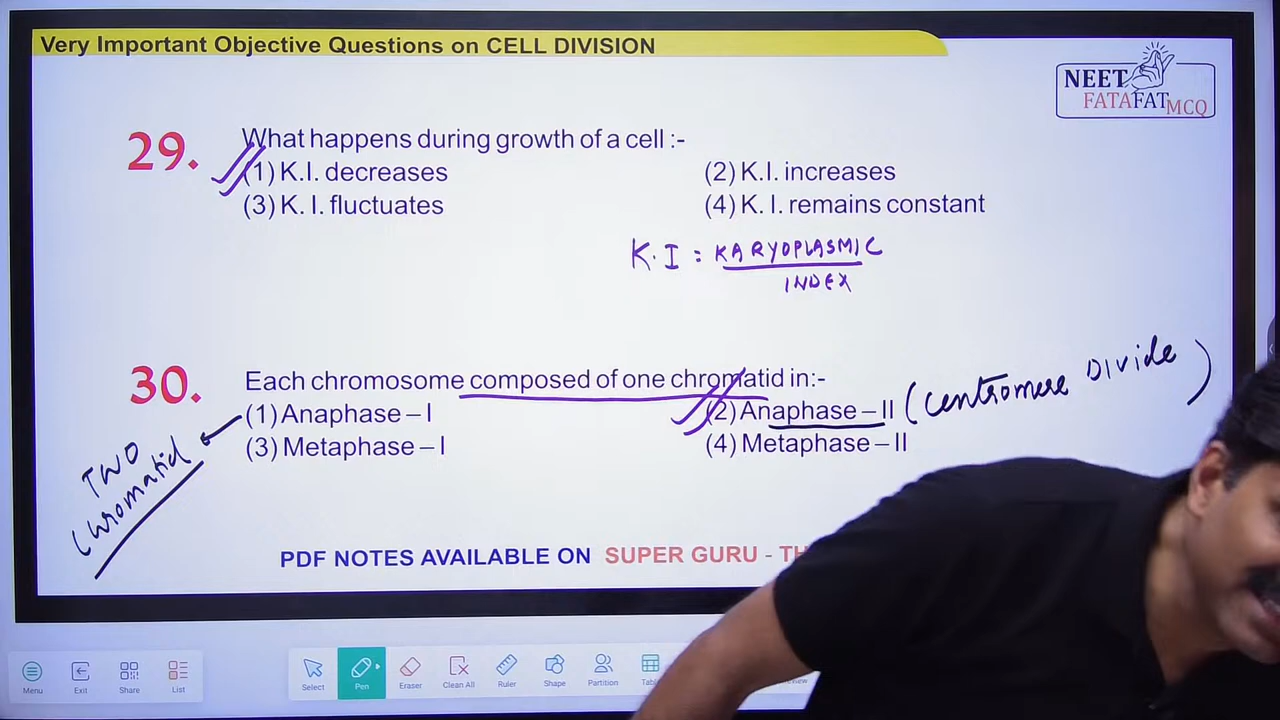 Very Important Objective Questions on CELL DIVISION
NEET
FATAFAT MCQ
29. What happens during growth of a cell :-
(1) K.I. decreases (2) K.I. increases
(3) K. I. fluctuates (4) K. I. remains constant
K.I : KARYOPLASMIC
INDEX
30. Each chromosome composed of one chromatid in:-
(1) Anaphase – I (2) Anaphase – II (centromere Divide)
(3) Metaphase – I (4) Metaphase – II
TWO
Chromatid
PDF NOTES AVAILABLE ON SUPER GURU - TH
Menu Exit Share List Select Pen Eraser Clean All Ruler Shape Partition